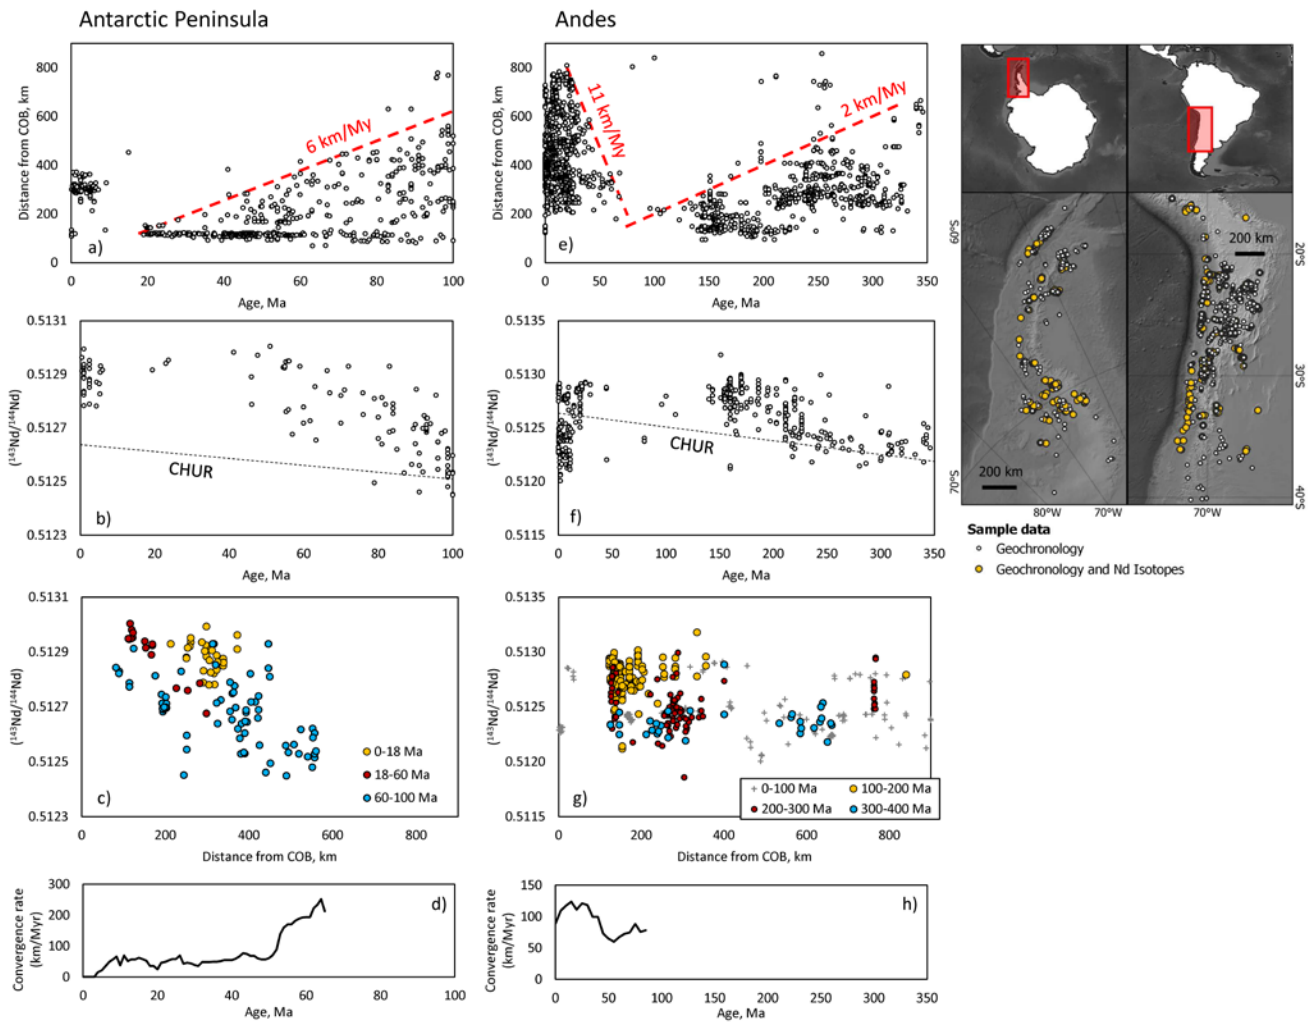 Antarctic Peninsula
Andes
Distance from COB, km
800
600
400
200
0
6 km/My
a)
0
20
40
60
80
100
Age, Ma
Distance from COB, km
800
600
400
200
0
11 km/My
2 km/My
e)
0
50
100
150
200
250
300
350
Age, Ma
(¹⁴³Nd/¹⁴⁴Nd)
0.5131
0.5129
0.5127
0.5125
0.5123
CHUR
b)
0
20
40
60
80
100
Age, Ma
(¹⁴³Nd/¹⁴⁴Nd)
0.5135
0.5130
0.5125
0.5120
0.5115
CHUR
f)
0
50
100
150
200
250
300
350
Age, Ma
(¹⁴³Nd/¹⁴⁴Nd)
0.5131
0.5129
0.5127
0.5125
0.5123
0-18 Ma
18-60 Ma
60-100 Ma
c)
0
200
400
600
800
Distance from COB, km
(¹⁴³Nd/¹⁴⁴Nd)
0.5135
0.5130
0.5125
0.5120
0.5115
g)
0-100 Ma
100-200 Ma
200-300 Ma
300-400 Ma
0
200
400
600
800
Distance from COB, km
Convergence rate
(km/Myr)
300
200
100
0
d)
0
20
40
60
80
100
Age, Ma
Convergence rate
(km/Myr)
150
100
50
0
h)
0
50
100
150
200
250
300
350
Age, Ma
60°S
70°S
200 km
80°W
70°W
200 km
20°S
30°S
40°S
70°W
Sample data
Geochronology
Geochronology and Nd Isotopes